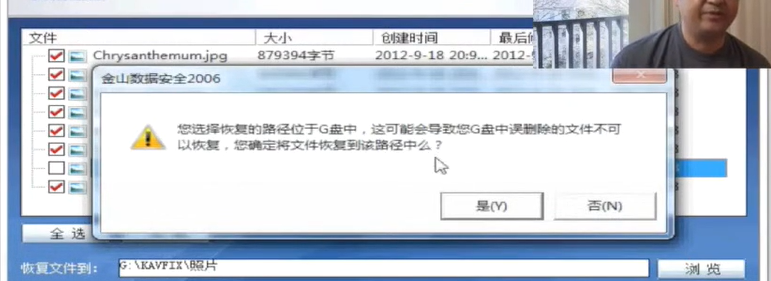 文件 大小 创建时间 最后
Chrysanthemum.jpg 879394字节 2012-9-18 20:9... 2012-
金山数据安全2006
您选择恢复的路径位于G盘中，这可能会导致您G盘中误删除的文件不可
以恢复，您确定将文件恢复到该路径中么？
是(Y) 否(N)
全 选
恢复文件到： G:\KAVFIX\照片 浏 览